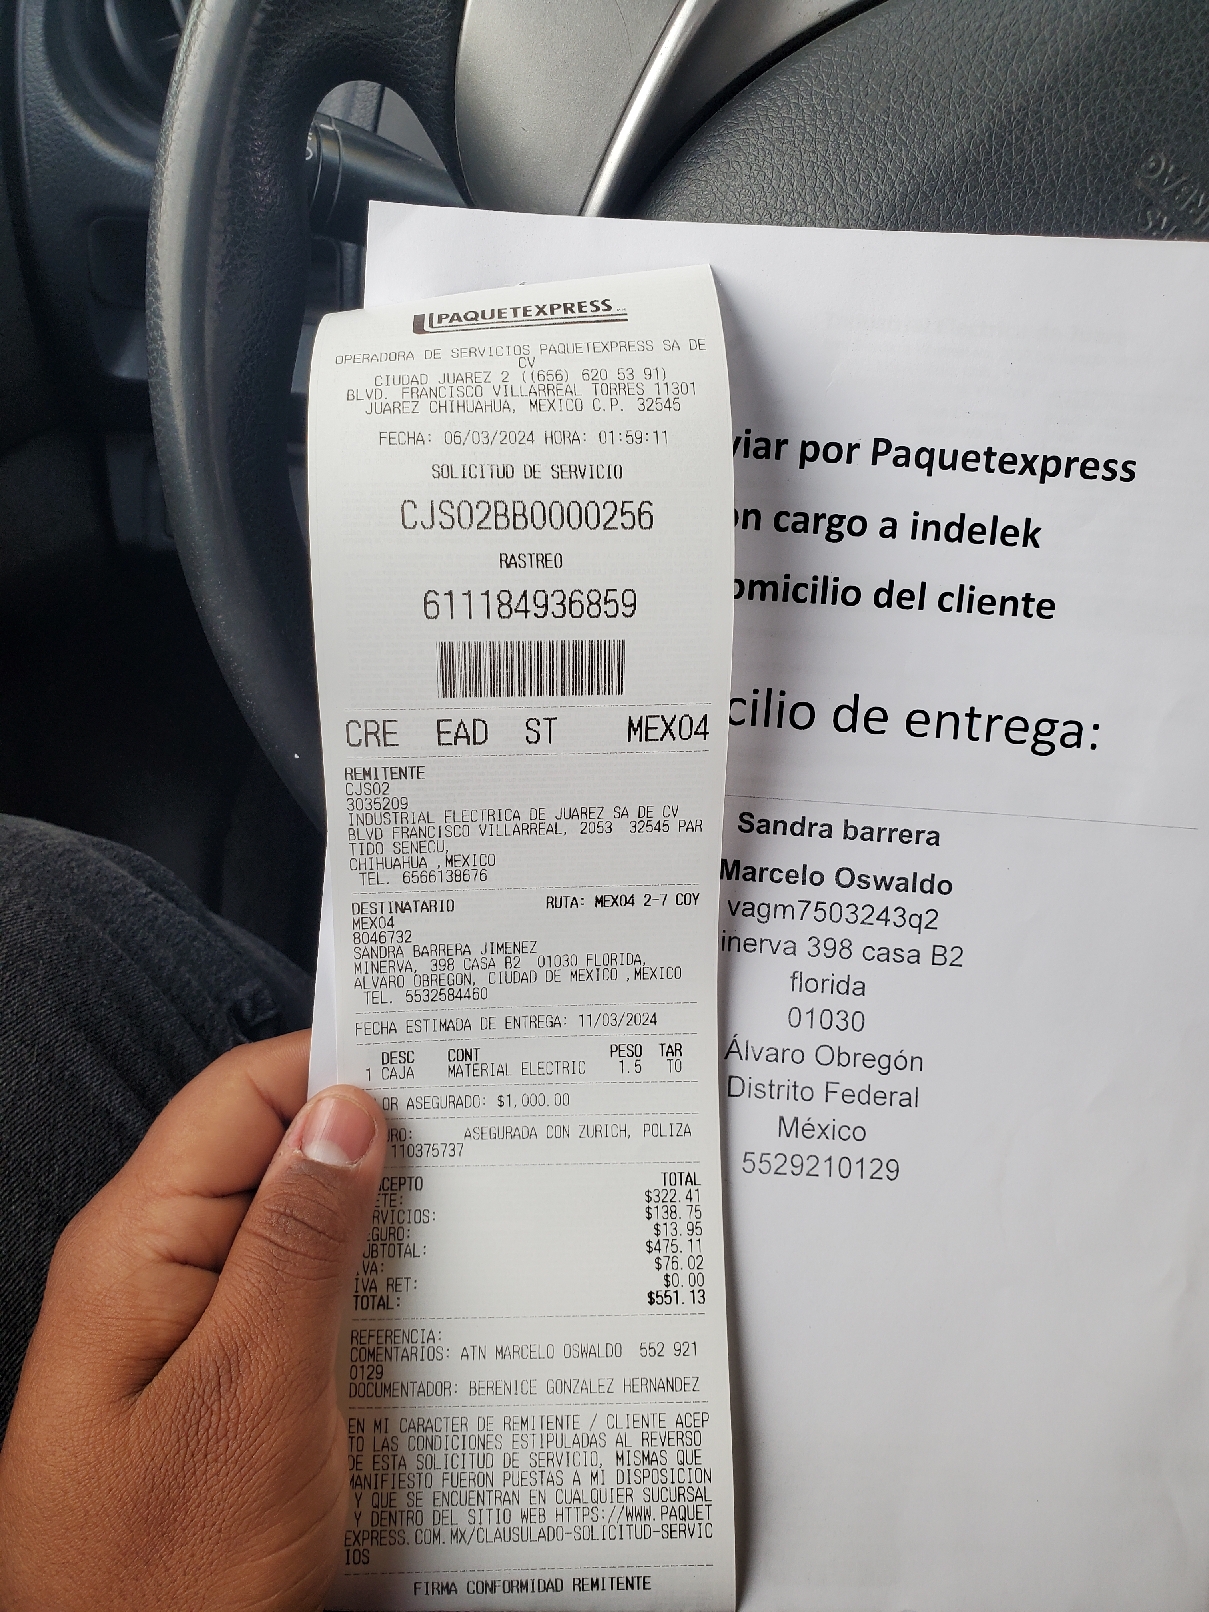 PAQUETEXPRESS
OPERADORA DE SERVICIOS PAQUETEXPRESS SA DE
CV
CIUDAD JUAREZ 2 ((656) 620 53 91)
BLVD. FRANCISCO VILLARREAL TORRES 11301
JUAREZ CHIHUAHUA, MEXICO C.P. 32545
FECHA: 06/03/2024 HORA: 01:59:11
SOLICITUD DE SERVICIO
CJS02BB0000256
RASTREO
611184936859
CRE EAD ST MEX04
REMITENTE
CJS02
3035209
INDUSTRIAL ELECTRICA DE JUAREZ SA DE CV
BLVD FRANCISCO VILLARREAL, 2053 32545 PAR
TIDO SENECU,
CHIHUAHUA ,MEXICO
TEL. 6566138676
DESTINATARIO RUTA: MEX04 2-7 COY
MEX04
8046732
SANDRA BARRERA JIMENEZ
MINERVA, 398 CASA B2 01030 FLORIDA,
ALVARO OBREGON, CIUDAD DE MEXICO ,MEXICO
TEL. 5532584460
FECHA ESTIMADA DE ENTREGA: 11/03/2024
DESC CONT PESO TAR
1 CAJA MATERIAL ELECTRIC 1.5 TO
OR ASEGURADO: $1,000.00
URO: ASEGURADA CON ZURICH, POLIZA
110375737
CEPTO TOTAL
ETE: $322.41
RVICIOS: $138.75
EGURO: $13.95
UBTOTAL: $475.11
VA: $76.02
IVA RET: $0.00
TOTAL: $551.13
REFERENCIA:
COMENTARIOS: ATN MARCELO OSWALDO 552 921
0129
DOCUMENTADOR: BERENICE GONZALEZ HERNANDEZ
EN MI CARACTER DE REMITENTE / CLIENTE ACEP
TO LAS CONDICIONES ESTIPULADAS AL REVERSO
DE ESTA SOLICITUD DE SERVICIO, MISMAS QUE
MANIFIESTO FUERON PUESTAS A MI DISPOSICION
Y QUE SE ENCUENTRAN EN CUALQUIER SUCURSAL
Y DENTRO DEL SITIO WEB HTTPS://WWW.PAQUET
EXPRESS.COM.MX/CLAUSULADO-SOLICITUD-SERVIC
IOS
FIRMA CONFORMIDAD REMITENTE
viar por Paquetexpress
on cargo a indelek
omicilio del cliente
cilio de entrega:
Sandra barrera
Marcelo Oswaldo
vagm7503243q2
inerva 398 casa B2
florida
01030
Álvaro Obregón
Distrito Federal
México
5529210129